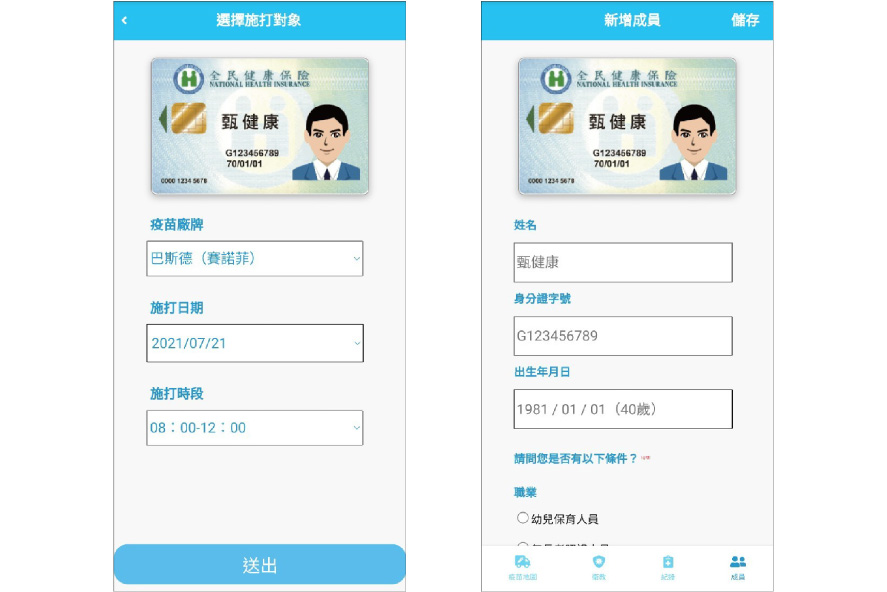 選擇施打對象
全民健康保險
NATIONAL HEALTH INSURANCE
甄健康
G123456789
70/01/01
0000 1234 5678
疫苗廠牌
巴斯德（賽諾菲）
施打日期
2021/07/21
施打時段
08：00-12：00
送出
新增成員
儲存
全民健康保險
NATIONAL HEALTH INSURANCE
甄健康
G123456789
70/01/01
0000 1234 5678
姓名
甄健康
身分證字號
G123456789
出生年月日
1981 / 01 / 01（40歲）
請問您是否有以下條件？
職業
幼兒保育人員
疫苗地圖
紀錄
成員